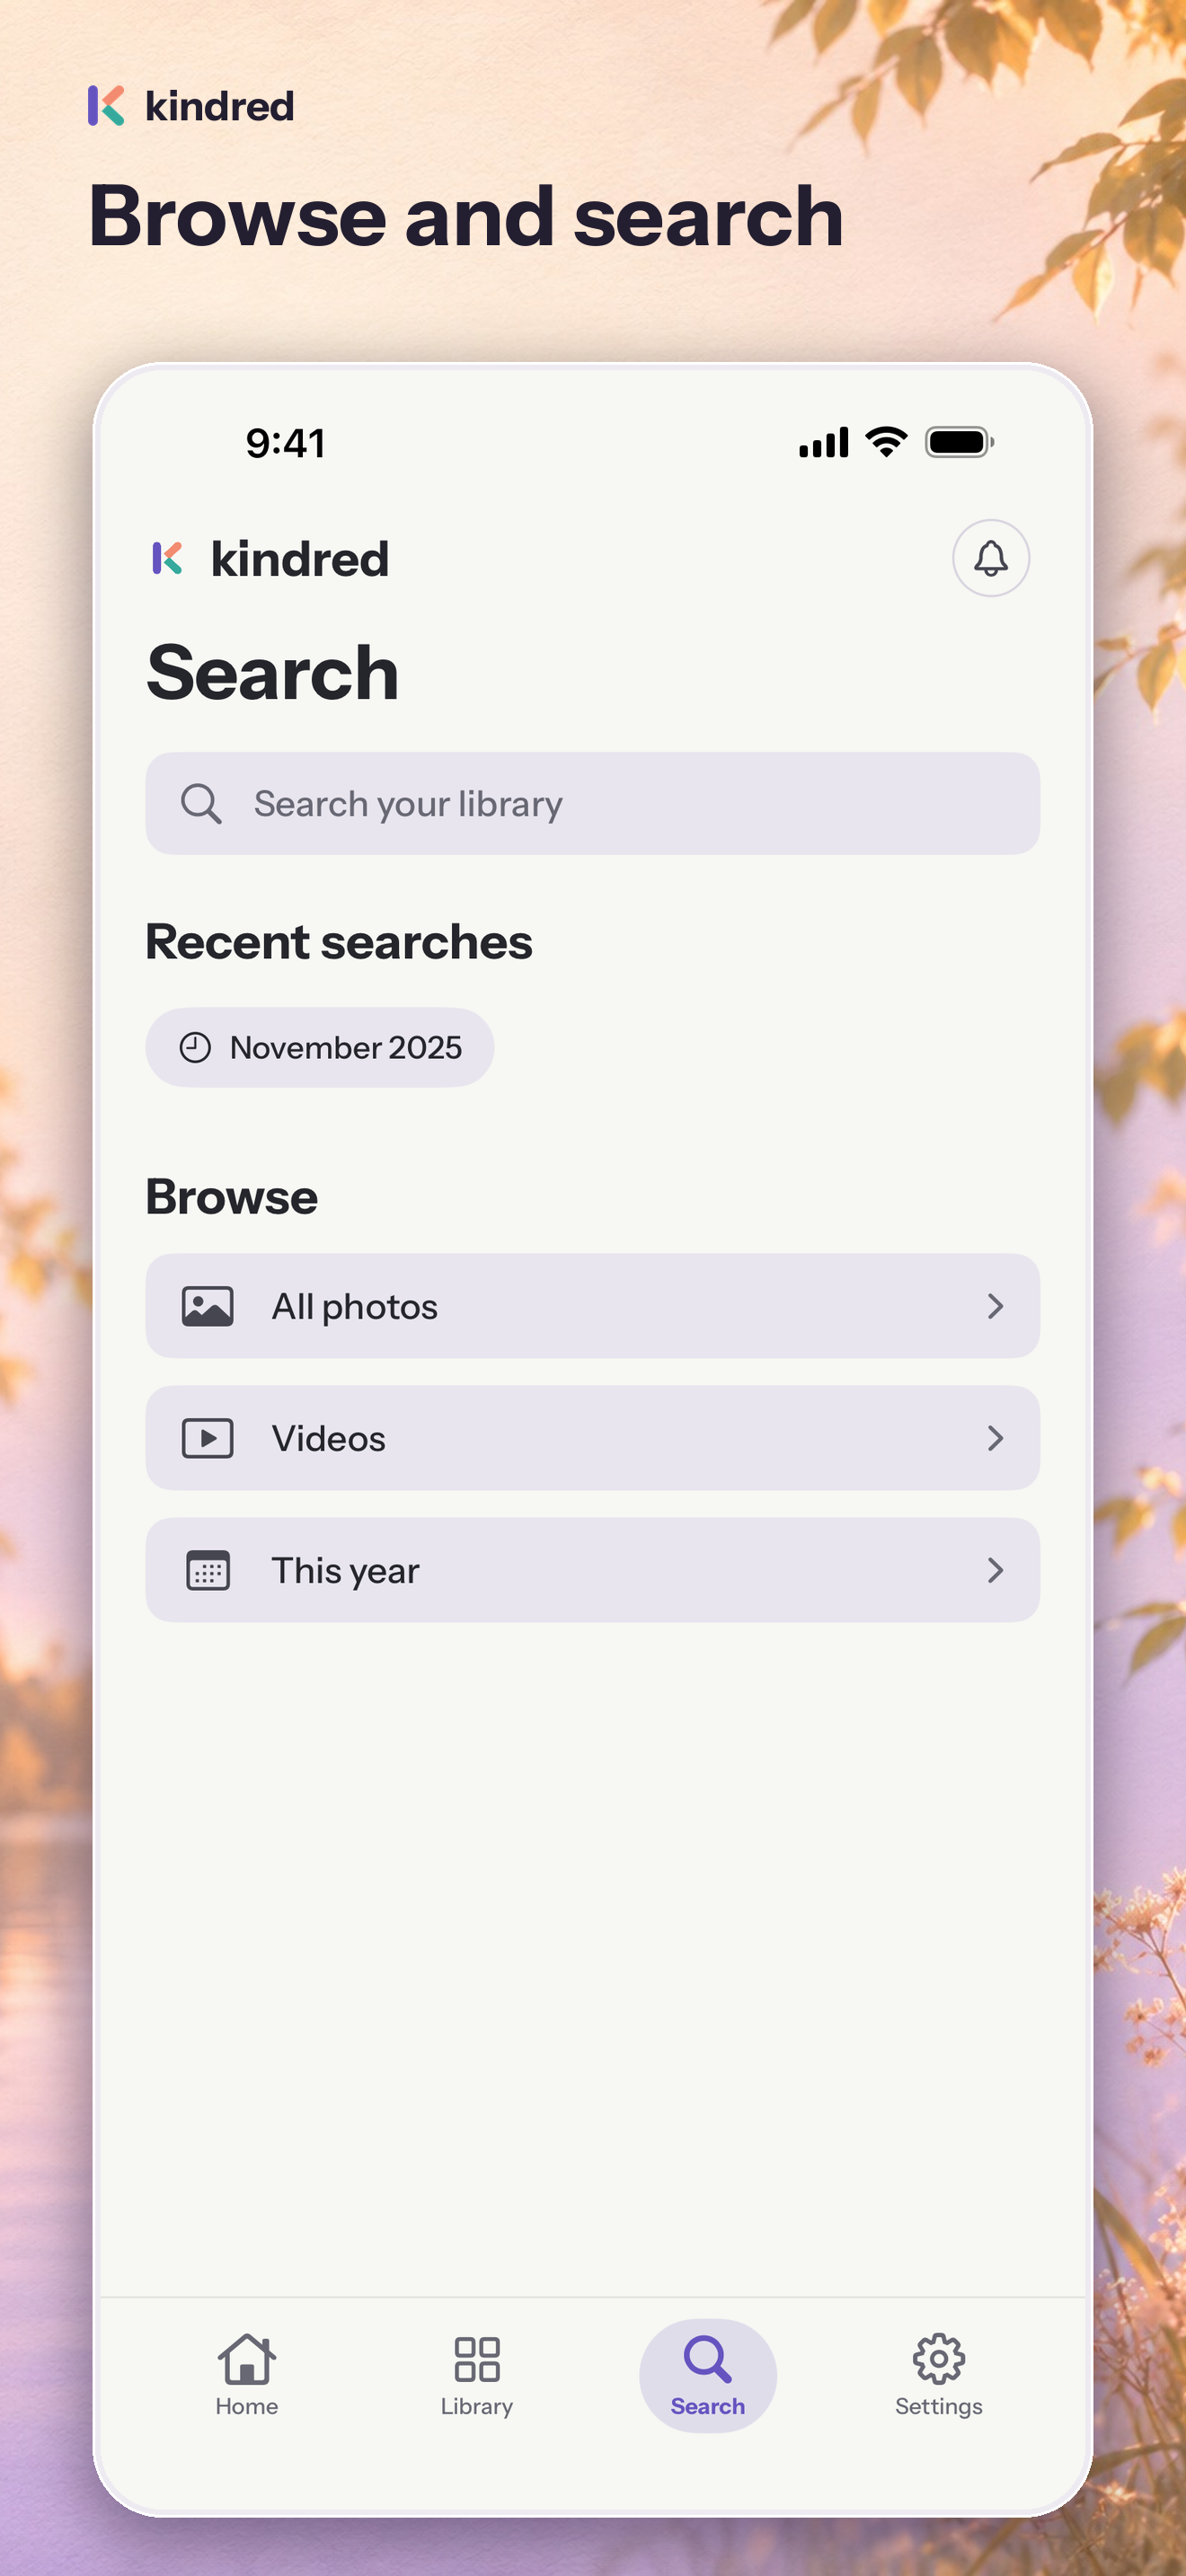 kindred
Browse and search
9:41
kindred
Search
Search your library
Recent searches
November 2025
Browse
All photos
Videos
This year
Home
Library
Search
Settings